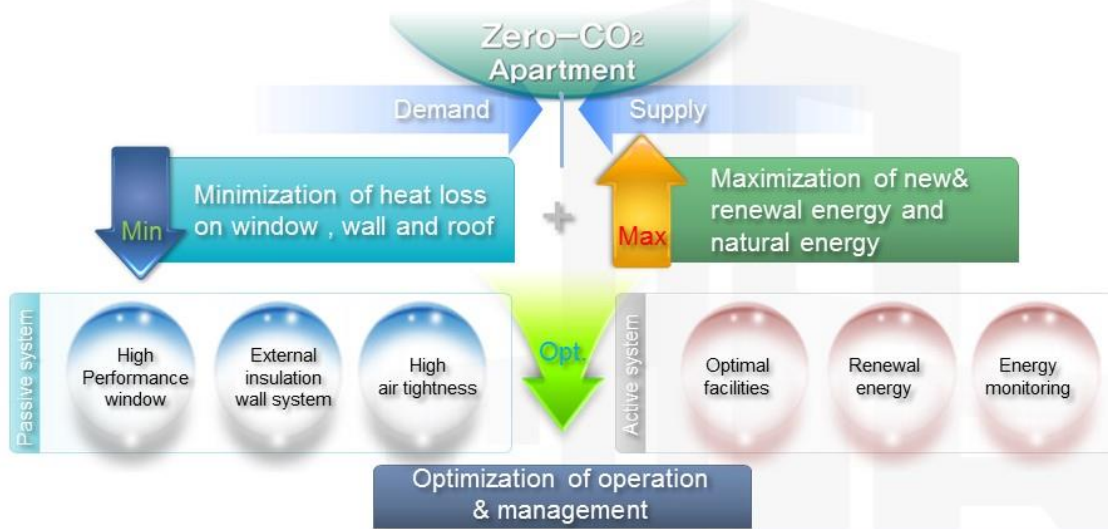 Zero-CO₂
Apartment
Demand
Supply
Min
Minimization of heat loss
on window , wall and roof
+
Max
Maximization of new&
renewal energy and
natural energy
Passive system
High
Performance
window
External
insulation
wall system
High
air tightness
Opt.
Active system
Optimal
facilities
Renewal
energy
Energy
monitoring
Optimization of operation
& management